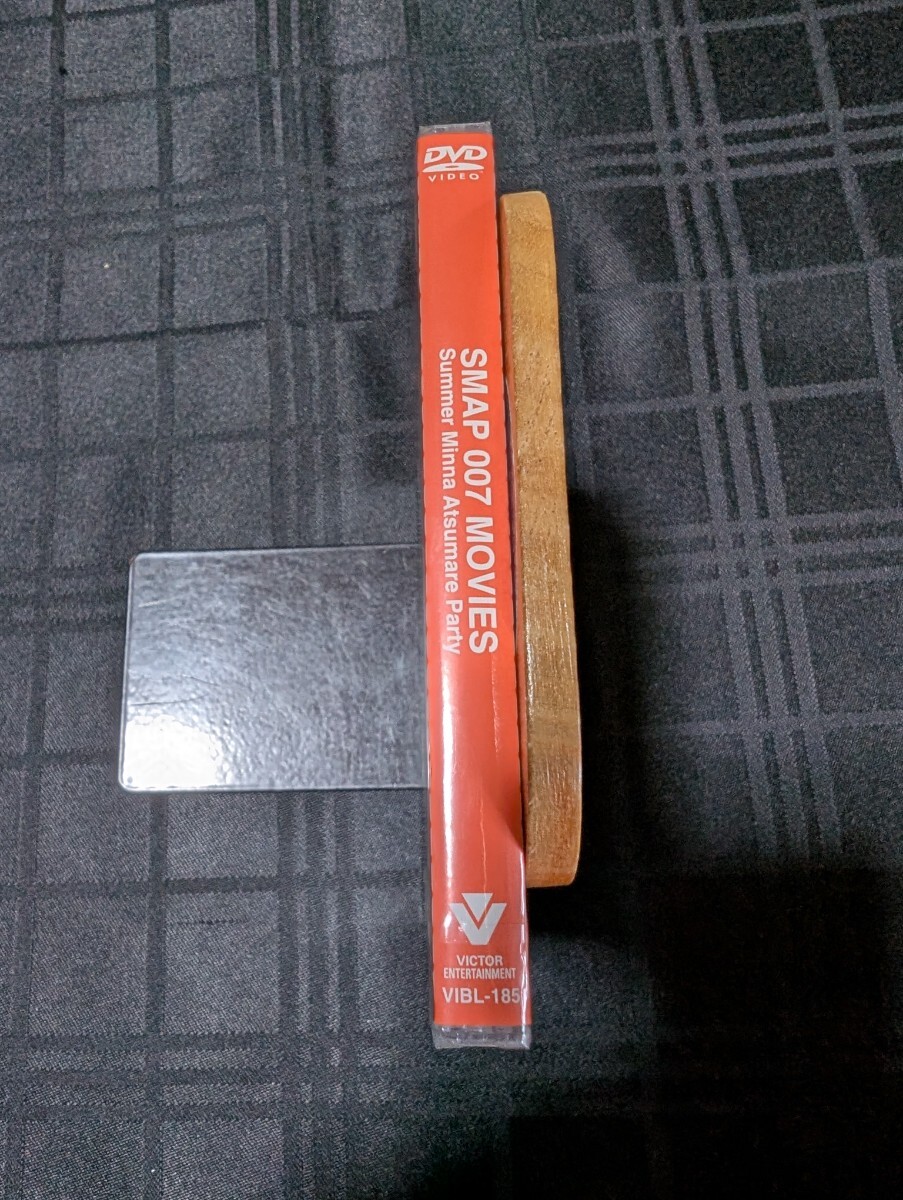 DVD
VIDEO
SMAP 007 MOVIES
Summer Minna Atsumare Party
VICTOR
ENTERTAINMENT
VIBL-185